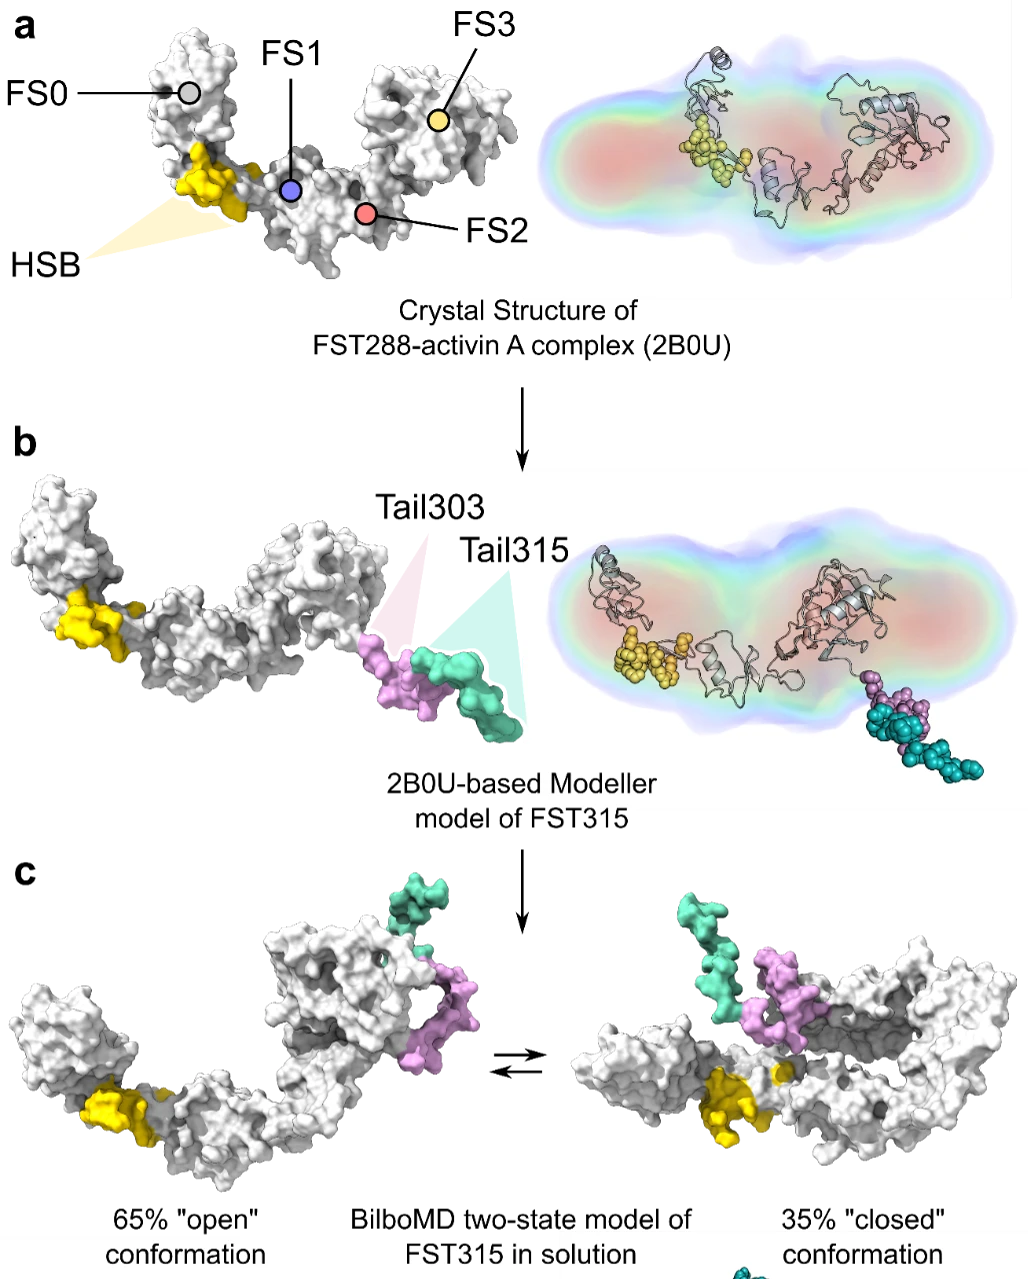 a
FS3
FS1
FS0
FS2
HSB
Crystal Structure of
FST288-activin A complex (2B0U)
b
Tail303
Tail315
2B0U-based Modeller
model of FST315
c
65% "open"
conformation
BilboMD two-state model of
FST315 in solution
35% "closed"
conformation